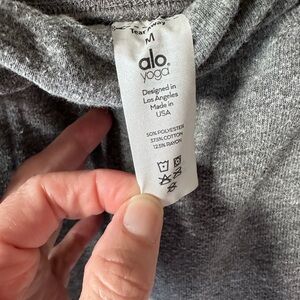 M
alo
yoga
Designed in
Los Angeles
Made in
USA
50% POLYESTER
37.5% COTTON
12.5% RAYON